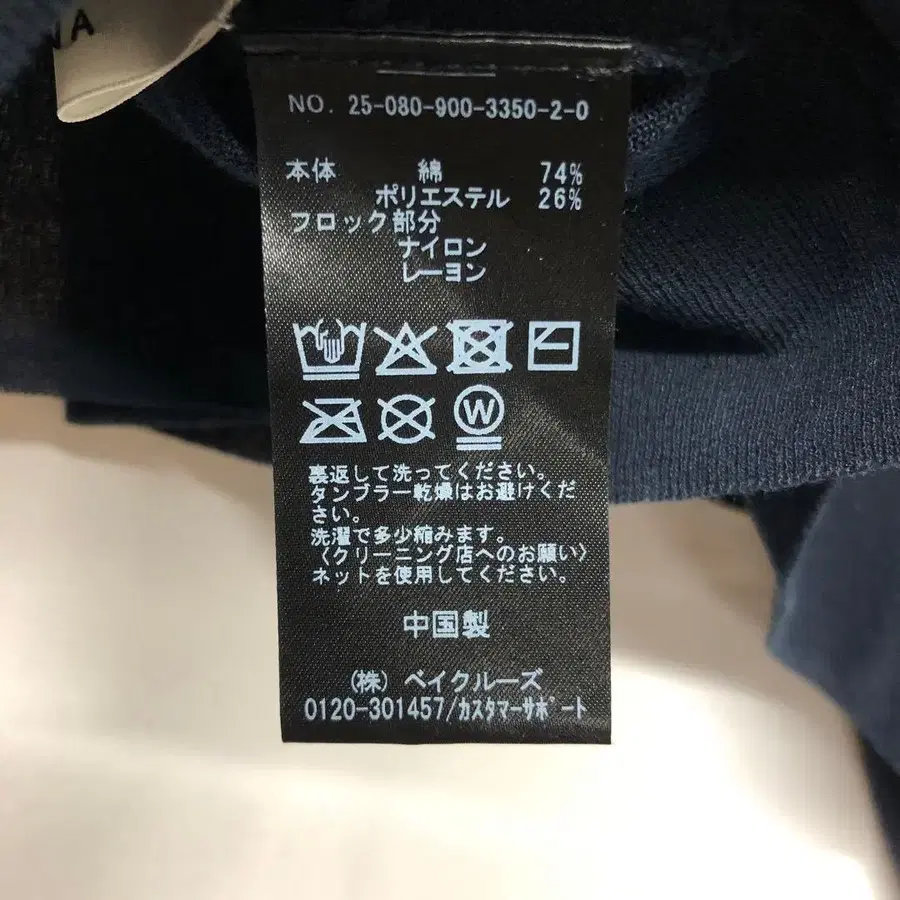 NA
NO. 25-080-900-3350-2-0
本体 綿 74%
ポリエステル 26%
フロック部分
ナイロン
レーヨン
W
裏返して洗ってください。
タンブラー乾燥はお避けくだ
さい。
洗濯で多少縮みます。
〈クリーニング店へのお願い〉
ネットを使用してください。
中国製
(株) ベイクルーズ
0120-301457/カスタマーサポート